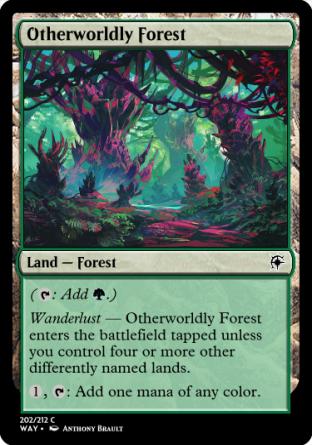 Otherworldly Forest
Land — Forest
(T: Add G.)
Wanderlust — Otherworldly Forest
enters the battlefield tapped unless
you control four or more other
differently named lands.
1, T: Add one mana of any color.
202/212 C
WAY • Anthony Brault